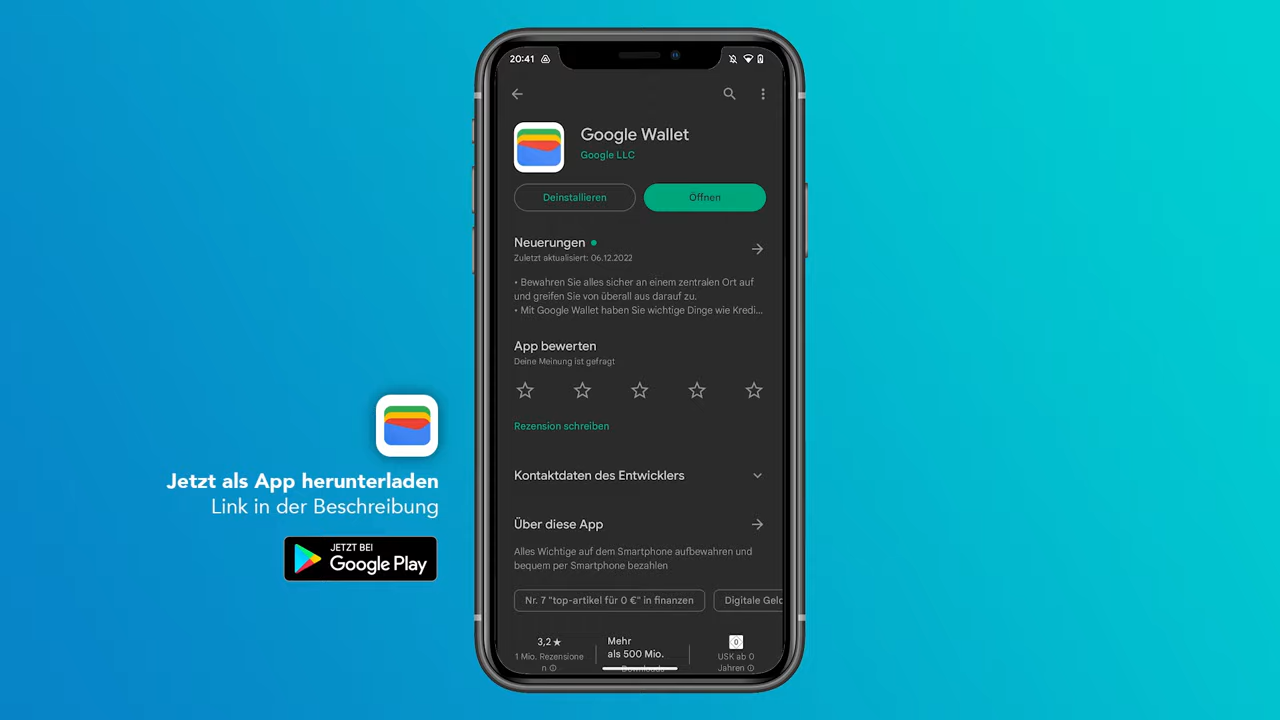 20:41
Google Wallet
Google LLC
Deinstallieren
Öffnen
Neuerungen
Zuletzt aktualisiert: 06.12.2022
• Bewahren Sie alles sicher an einem zentralen Ort auf
und greifen Sie von überall aus darauf zu.
• Mit Google Wallet haben Sie wichtige Dinge wie Kredi...
App bewerten
Deine Meinung ist gefragt
Rezension schreiben
Kontaktdaten des Entwicklers
Über diese App
Alles Wichtige auf dem Smartphone aufbewahren und
bequem per Smartphone bezahlen
Nr. 7 "top-artikel für 0 €" in finanzen
Digitale Geld
3,2★
1 Mio. Rezensione
n
Mehr
als 500 Mio.
Downloads
0
USK ab 0
Jahren
Jetzt als App herunterladen
Link in der Beschreibung
JETZT BEI
Google Play